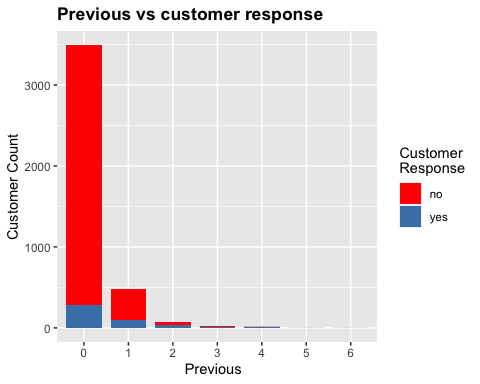 Previous vs customer response
Customer Count
3000
2000
1000
0
0 1 2 3 4 5 6
Previous
Customer
Response
no
yes